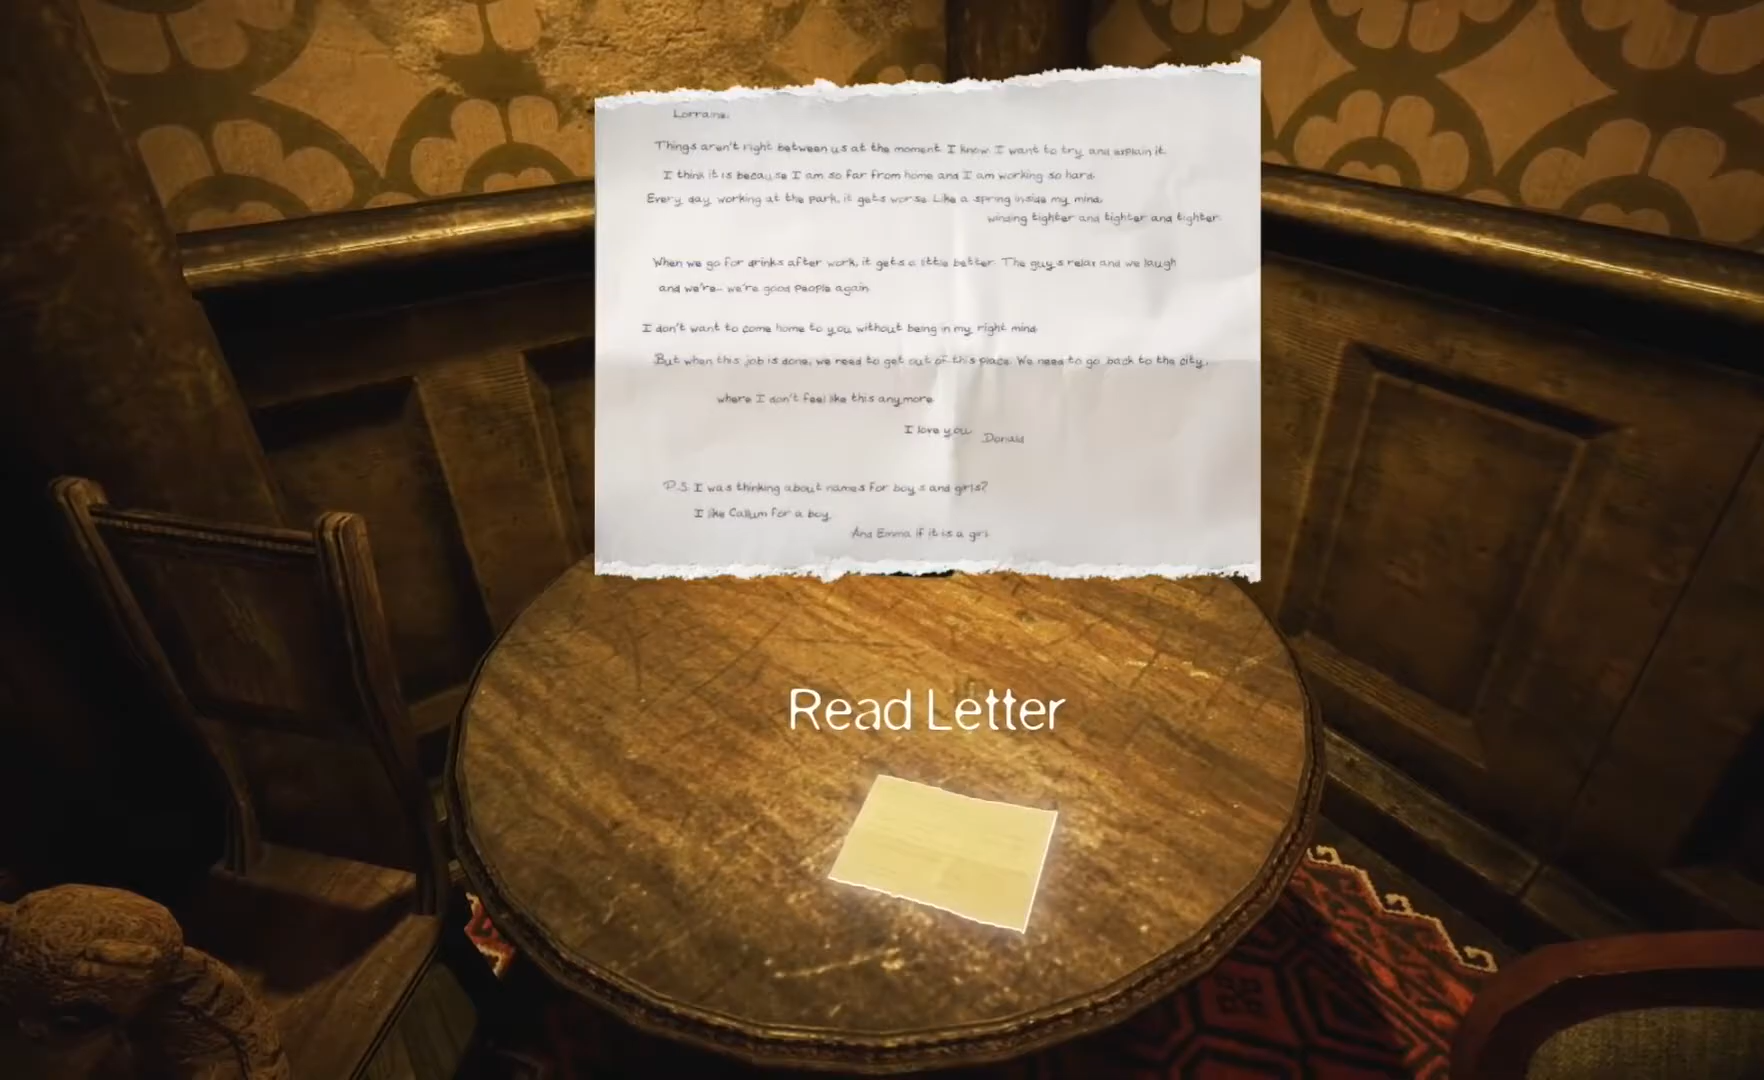 Lorraine,
Things aren't right between us at the moment I know. I want to try and explain it.
I think it is because I am so far from home and I am working so hard.
Every day working at the park, it gets worse. Like a spring inside my mind,
winding tighter and tighter and tighter.
When we go for drinks after work, it gets a little better. The guys relax and we laugh
and we're- we're good people again
I don't want to come home to you without being in my right mind.
But when this job is done, we need to get out of this place. We need to go back to the city,
where I don't feel like this anymore
I love you
Donald
P.S. I was thinking about names for boys and girls?
I like Callum for a boy.
And Emma if it is a girl
Read Letter